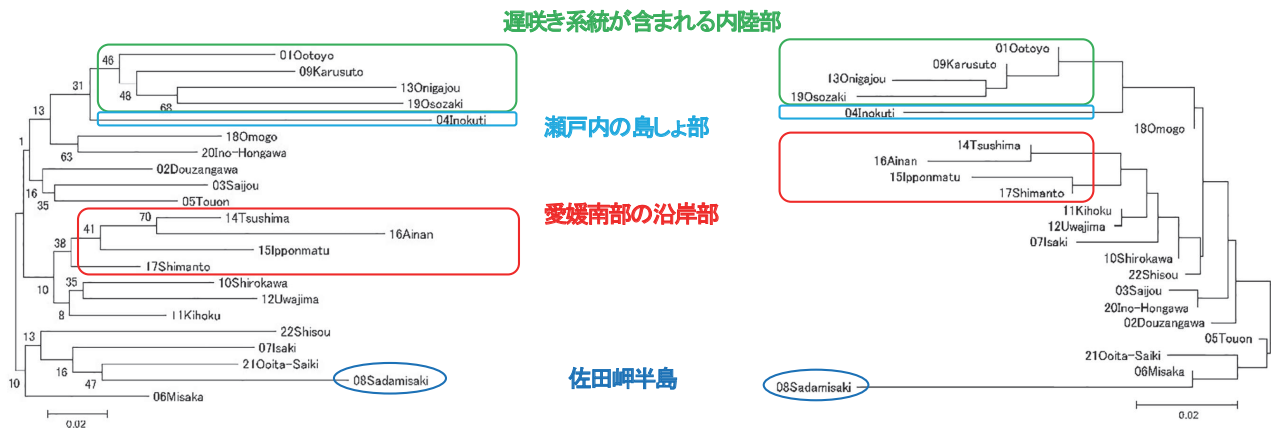 遅咲き系統が含まれる内陸部
01Ootoyo
46
09Karusuto
48
13Onigajou
68
19Osozaki
31
04Inokuti
13
18Omogo
63
20Ino-Hongawa
1
02Douzangawa
16
03Saijou
35
05Touon
70
14Tsushima
41
16Ainan
38
15Ipponmatu
17Shimanto
10
35
10Shirokawa
12Uwajima
8
11Kihoku
13
22Shisou
07Isaki
16
21Ooita-Saiki
47
08Sadamisaki
10
06Misaka
0.02
瀬戸内の島しょ部
愛媛南部の沿岸部
佐田岬半島
01Ootoyo
09Karusuto
13Onigajou
19Osozaki
04Inokuti
18Omogo
14Tsushima
16Ainan
15Ipponmatu
17Shimanto
11Kihoku
12Uwajima
07Isaki
10Shirokawa
22Shisou
03Saijou
20Ino-Hongawa
02Douzangawa
05Touon
21Ooita-Saiki
06Misaka
08Sadamisaki
0.02